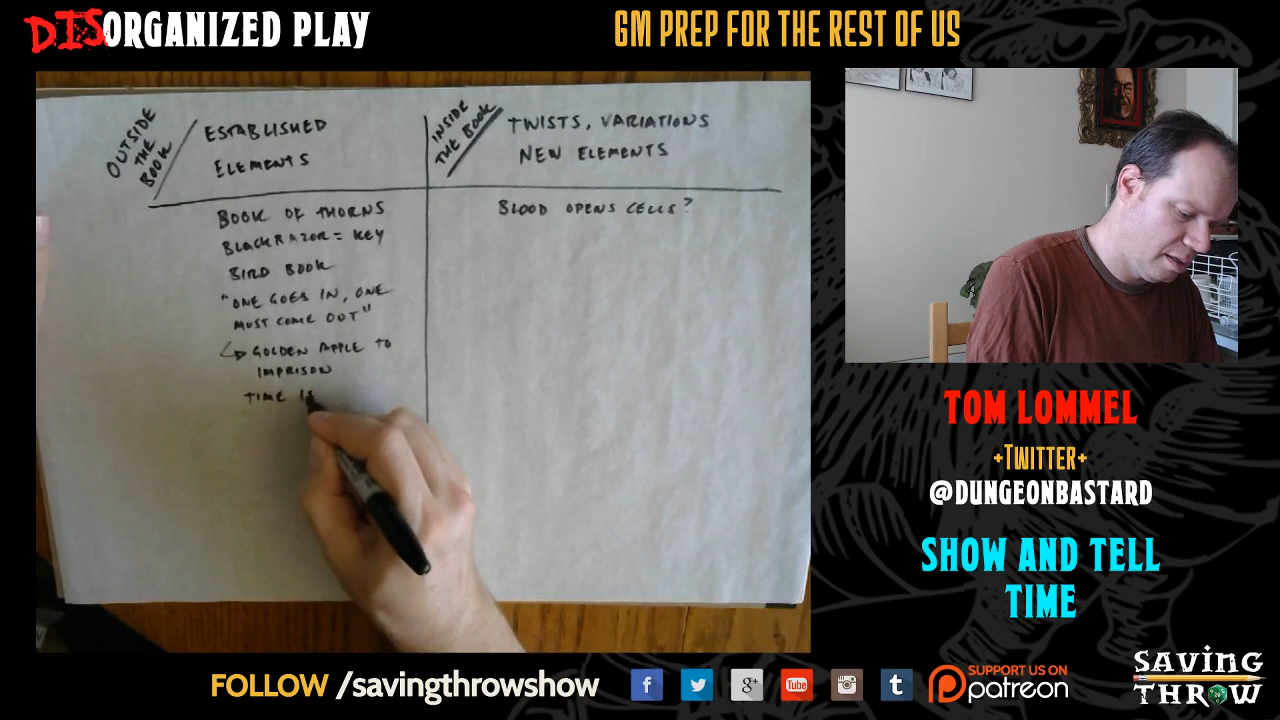 DISORGANIZED PLAY
GM PREP FOR THE REST OF US
OUTSIDE
THE
BOOK
ESTABLISHED
ELEMENTS
INSIDE
THE BOOK
TWISTS, VARIATIONS
NEW ELEMENTS
BOOK OF THORNS
BLACKRAZOR = KEY
BIRD BOOK
"ONE GOES IN, ONE
MUST COME OUT"
GOLDEN APPLE TO
IMPRISON
TIME IS
BLOOD OPENS CELLS?
TOM LOMMEL
+TWITTER+
@DUNGEONBASTARD
SHOW AND TELL
TIME
FOLLOW /savingthrowshow
f
g+
You Tube
t
SUPPORT US ON
patreon
SAVING
THROW